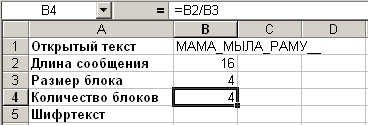 B4 = =B2/B3
A B C D
1 Открытый текст МАМА_МЫЛА_РАМУ__
2 Длина сообщения 16
3 Размер блока 4
4 Количество блоков 4
5 Шифртекст